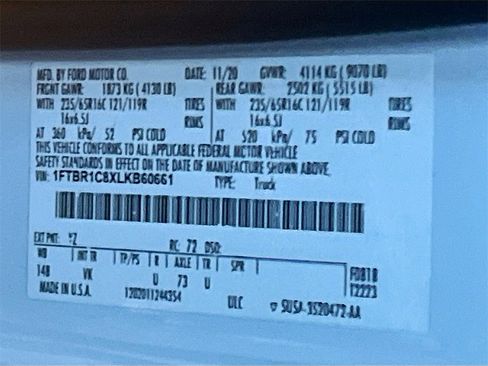 MFD. BY FORD MOTOR CO. DATE: 11/20 GVWR: 4114 KG ( 9070 LB)
FRONT GAWR: 1873 KG ( 4130 LB) REAR GAWR: 2502 KG ( 5515 LB)
WITH 235/65R16C 121/119R TIRES WITH 235/65R16C 121/119R TIRES
16x6.5J RIMS 16x6.5J RIMS
AT 360 kPa/ 52 PSI COLD AT 520 kPa/ 75 PSI COLD
THIS VEHICLE CONFORMS TO ALL APPLICABLE FEDERAL MOTOR VEHICLE
SAFETY STANDARDS IN EFFECT ON THE DATE OF MANUFACTURE SHOWN ABOVE.
VIN: 1FTBR1C8XLKB60661 TYPE: Truck
EXT PNT: YZ RC: 72 DSO:
WB INT TR TP/PS R AXLE TR SPR
148 VK U 73 U F0818
T2223
MADE IN U.S.A. 1202011244354 ULC SU5A-3520472-AA